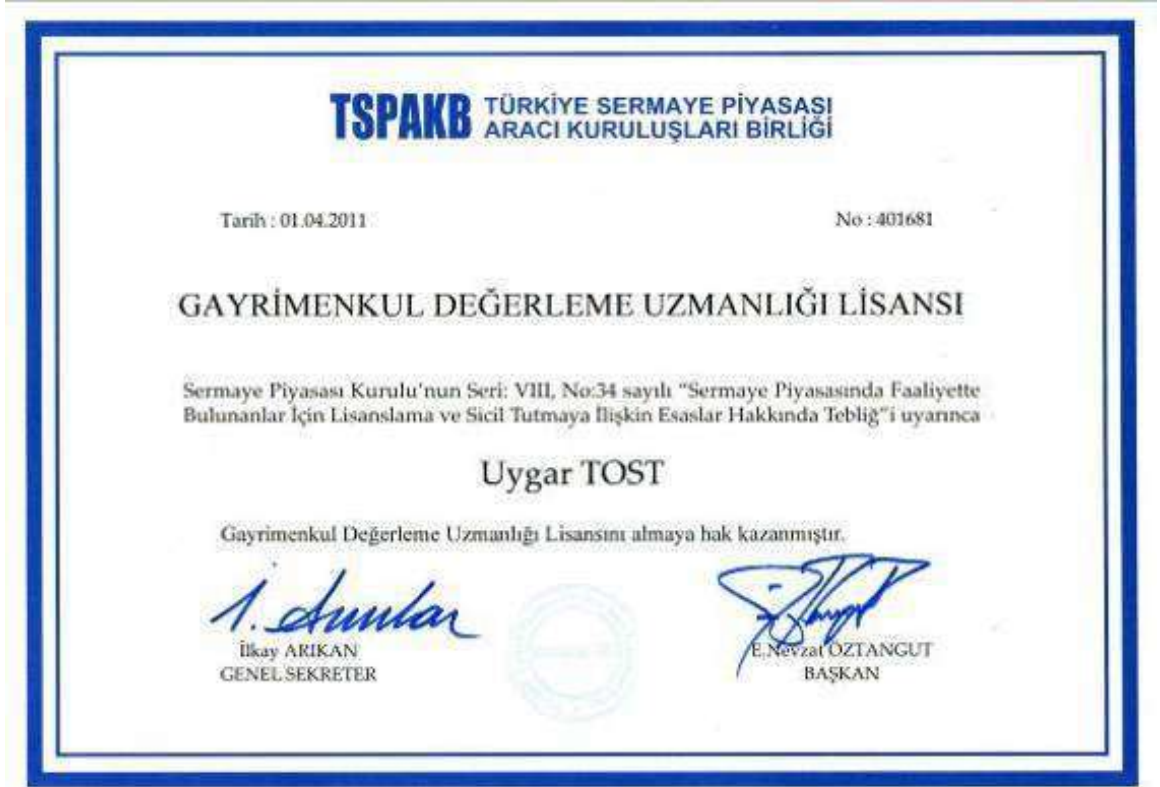 TSPAKB TÜRKİYE SERMAYE PİYASASI
ARACI KURULUŞLARI BİRLİĞİ
Tarih : 01.04.2011
No : 401681
GAYRİMENKUL DEĞERLEME UZMANLIĞI LİSANSI
Sermaye Piyasası Kurulu'nun Seri: VIII, No:34 sayılı "Sermaye Piyasasında Faaliyette
Bulunanlar İçin Lisanslama ve Sicil Tutmaya İlişkin Esaslar Hakkında Tebliğ"i uyarınca
Uygar TOST
Gayrimenkul Değerleme Uzmanlığı Lisansını almaya hak kazanmıştır.
İlkay ARIKAN
GENEL SEKRETER
E.Nevzat ÖZTANGUT
BAŞKAN